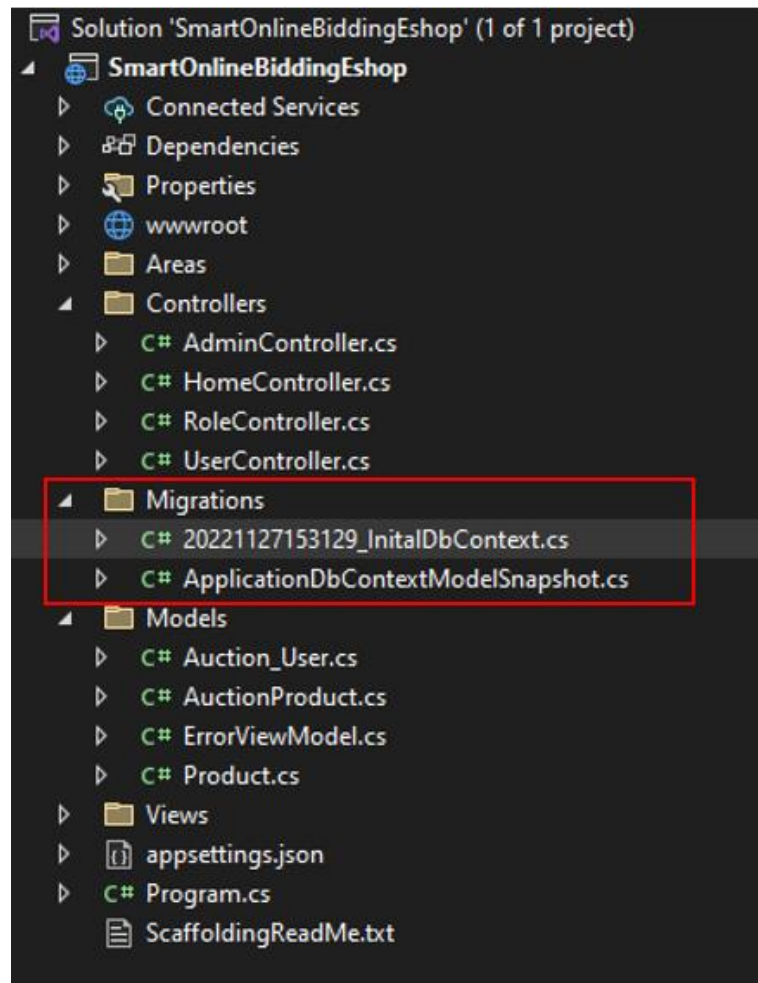 Solution 'SmartOnlineBiddingEshop' (1 of 1 project)
SmartOnlineBiddingEshop
Connected Services
Dependencies
Properties
wwwroot
Areas
Controllers
C# AdminController.cs
C# HomeController.cs
C# RoleController.cs
C# UserController.cs
Migrations
C# 20221127153129_InitalDbContext.cs
C# ApplicationDbContextModelSnapshot.cs
Models
C# Auction_User.cs
C# AuctionProduct.cs
C# ErrorViewModel.cs
C# Product.cs
Views
appsettings.json
C# Program.cs
ScaffoldingReadMe.txt